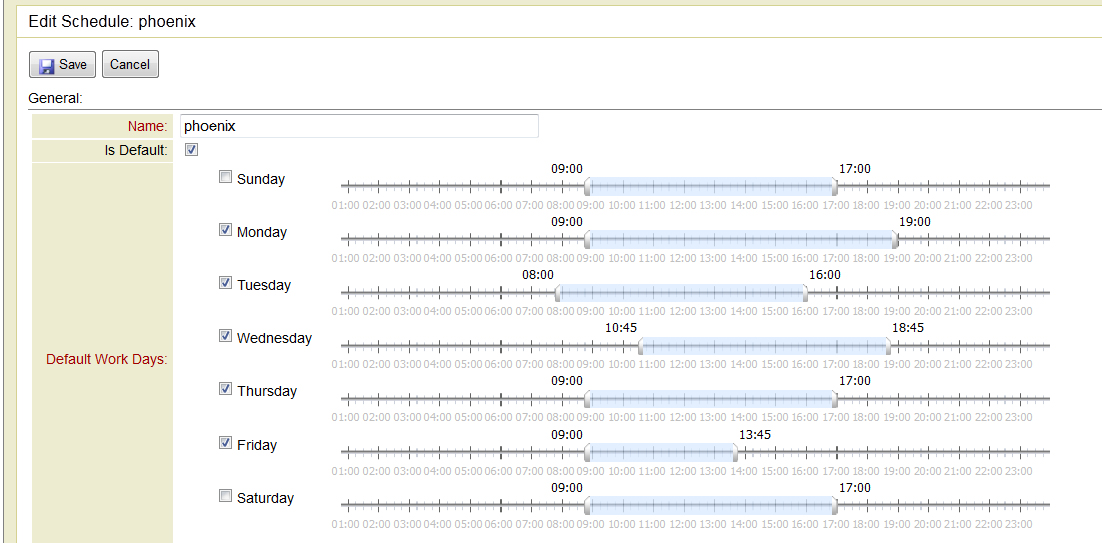 Edit Schedule: phoenix
Save Cancel
General:
Name: phoenix
Is Default:
Default Work Days:
09:00 17:00
Sunday
01:00 02:00 03:00 04:00 05:00 06:00 07:00 08:00 09:00 10:00 11:00 12:00 13:00 14:00 15:00 16:00 17:00 18:00 19:00 20:00 21:00 22:00 23:00
09:00 19:00
Monday
01:00 02:00 03:00 04:00 05:00 06:00 07:00 08:00 09:00 10:00 11:00 12:00 13:00 14:00 15:00 16:00 17:00 18:00 19:00 20:00 21:00 22:00 23:00
08:00 16:00
Tuesday
01:00 02:00 03:00 04:00 05:00 06:00 07:00 08:00 09:00 10:00 11:00 12:00 13:00 14:00 15:00 16:00 17:00 18:00 19:00 20:00 21:00 22:00 23:00
10:45 18:45
Wednesday
01:00 02:00 03:00 04:00 05:00 06:00 07:00 08:00 09:00 10:00 11:00 12:00 13:00 14:00 15:00 16:00 17:00 18:00 19:00 20:00 21:00 22:00 23:00
09:00 17:00
Thursday
01:00 02:00 03:00 04:00 05:00 06:00 07:00 08:00 09:00 10:00 11:00 12:00 13:00 14:00 15:00 16:00 17:00 18:00 19:00 20:00 21:00 22:00 23:00
09:00 13:45
Friday
01:00 02:00 03:00 04:00 05:00 06:00 07:00 08:00 09:00 10:00 11:00 12:00 13:00 14:00 15:00 16:00 17:00 18:00 19:00 20:00 21:00 22:00 23:00
09:00 17:00
Saturday
01:00 02:00 03:00 04:00 05:00 06:00 07:00 08:00 09:00 10:00 11:00 12:00 13:00 14:00 15:00 16:00 17:00 18:00 19:00 20:00 21:00 22:00 23:00